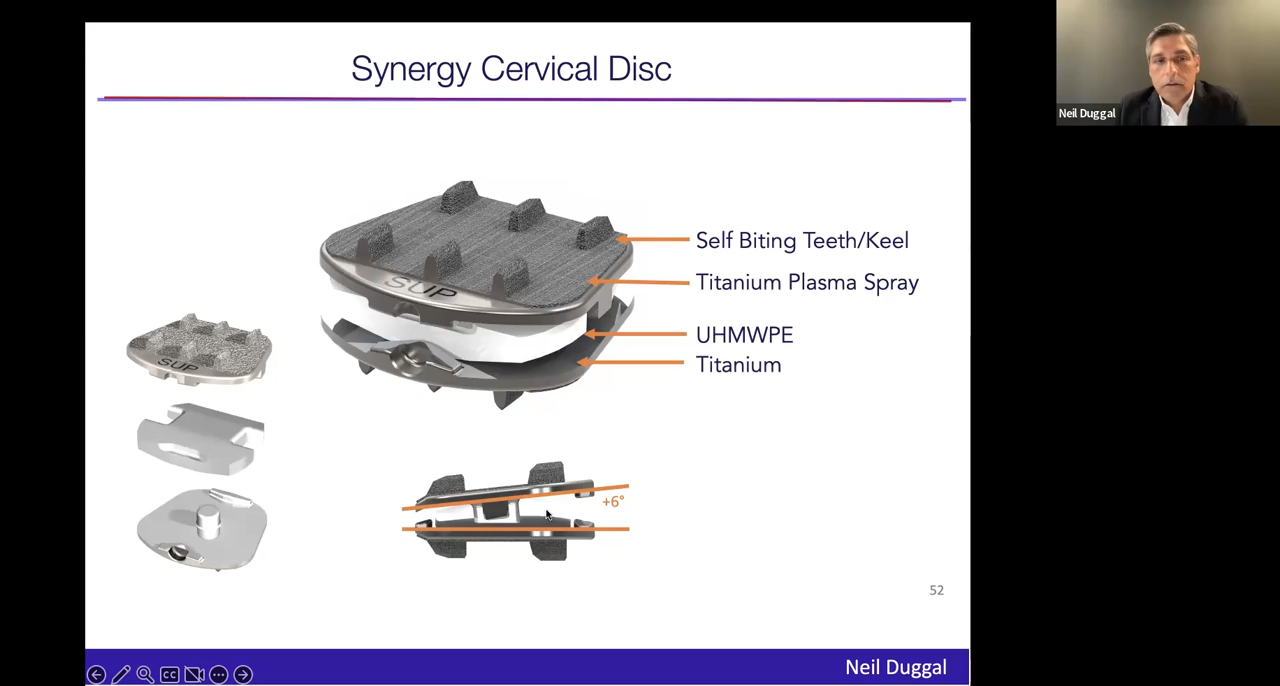 Synergy Cervical Disc
Neil Duggal
Self Biting Teeth/Keel
Titanium Plasma Spray
SUP
UHMWPE
Titanium
SUP
+6°
52
CC
Neil Duggal